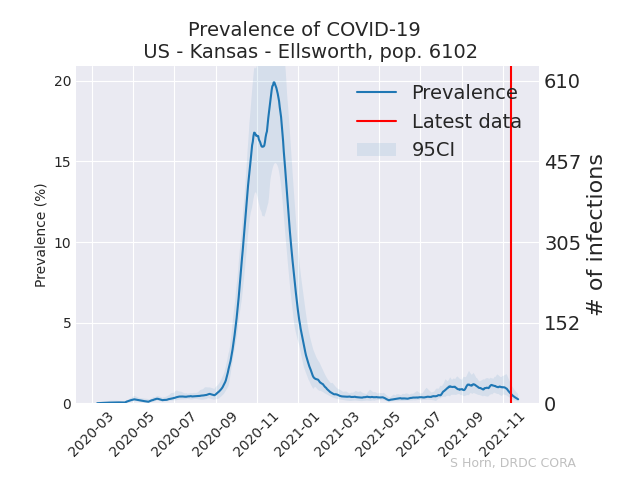 Prevalence of COVID-19
US - Kansas - Ellsworth, pop. 6102
Prevalence
Latest data
95CI
Prevalence (%)
20
15
10
5
0
610
457
305
152
0
# of infections
2020-03
2020-05
2020-07
2020-09
2020-11
2021-01
2021-03
2021-05
2021-07
2021-09
2021-11
S Horn, DRDC CORA